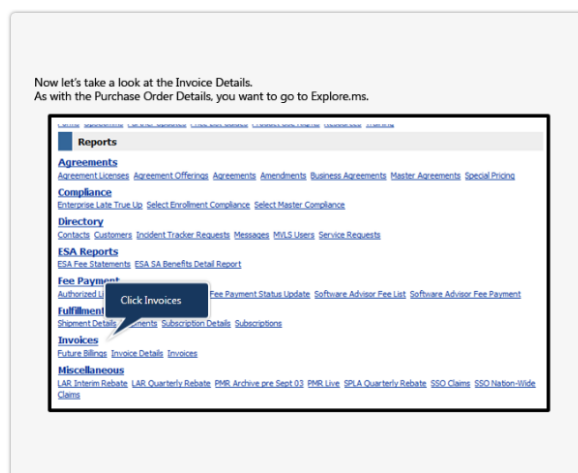 Now let's take a look at the Invoice Details.
As with the Purchase Order Details, you want to go to Explore.ms.
Reports
Agreements
Agreement Licenses Agreement Offerings Agreements Amendments Business Agreements Master Agreements Special Pricing
Compliance
Enterprise Late True Up Select Enrollment Compliance Select Master Compliance
Directory
Contacts Customers Incident Tracker Requests Messages MVLS Users Service Requests
ESA Reports
ESA Fee Statements ESA SA Benefits Detail Report
Fee Payment
Authorized Fee Payment Status Update Software Advisor Fee List Software Advisor Fee Payment
Click Invoices
Fulfillment
Shipment Details Subscription Details Subscriptions
Invoices
Future Billings Invoice Details Invoices
Miscellaneous
LAR Interim Rebate LAR Quarterly Rebate PMR Archive pre Sept 03 PMR Live SPLA Quarterly Rebate SSO Claims SSO Nation-Wide
Claims